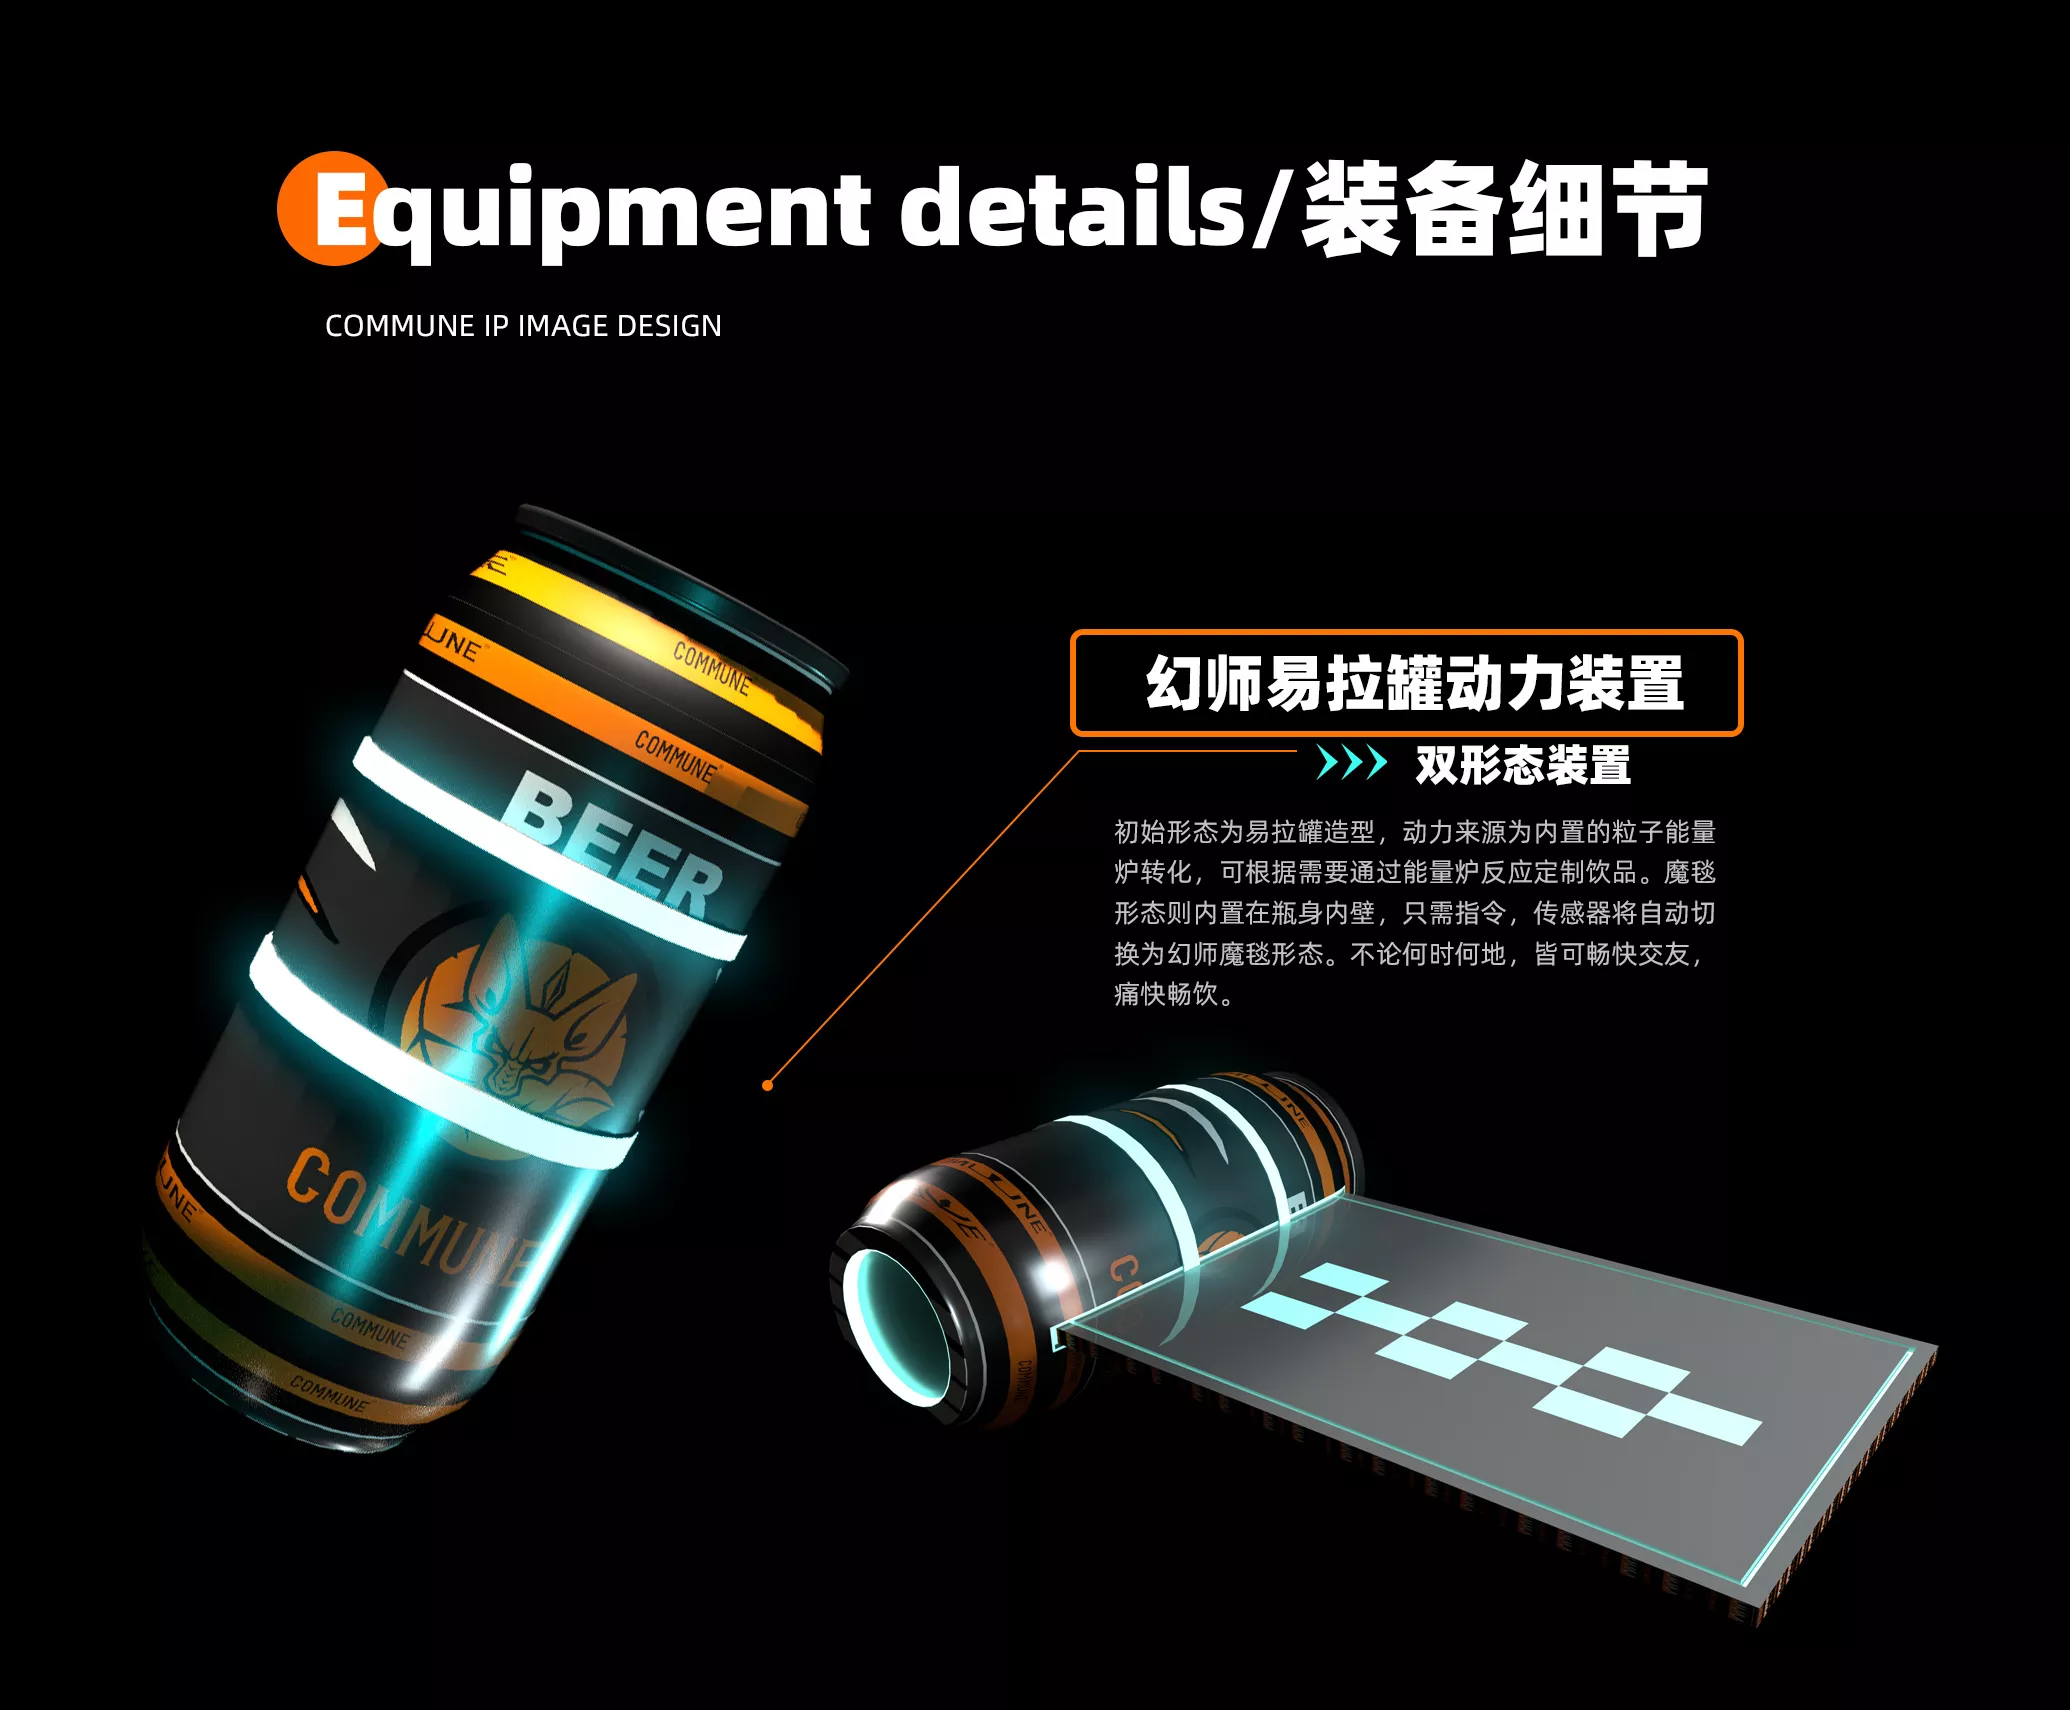 Equipment details/装备细节
COMMUNE IP IMAGE DESIGN
COMMUNE
UNE
COMMUNE
BEER
幻师易拉罐动力装置
双形态装置
初始形态为易拉罐造型，动力来源为内置的粒子能量
炉转化，可根据需要通过能量炉反应定制饮品。魔毯
形态则内置在瓶身内壁，只需指令，传感器将自动切
换为幻师魔毯形态。不论何时何地，皆可畅快交友，
痛快畅饮。
COMMUNE
UNE
COMMUNE
COMMUNE